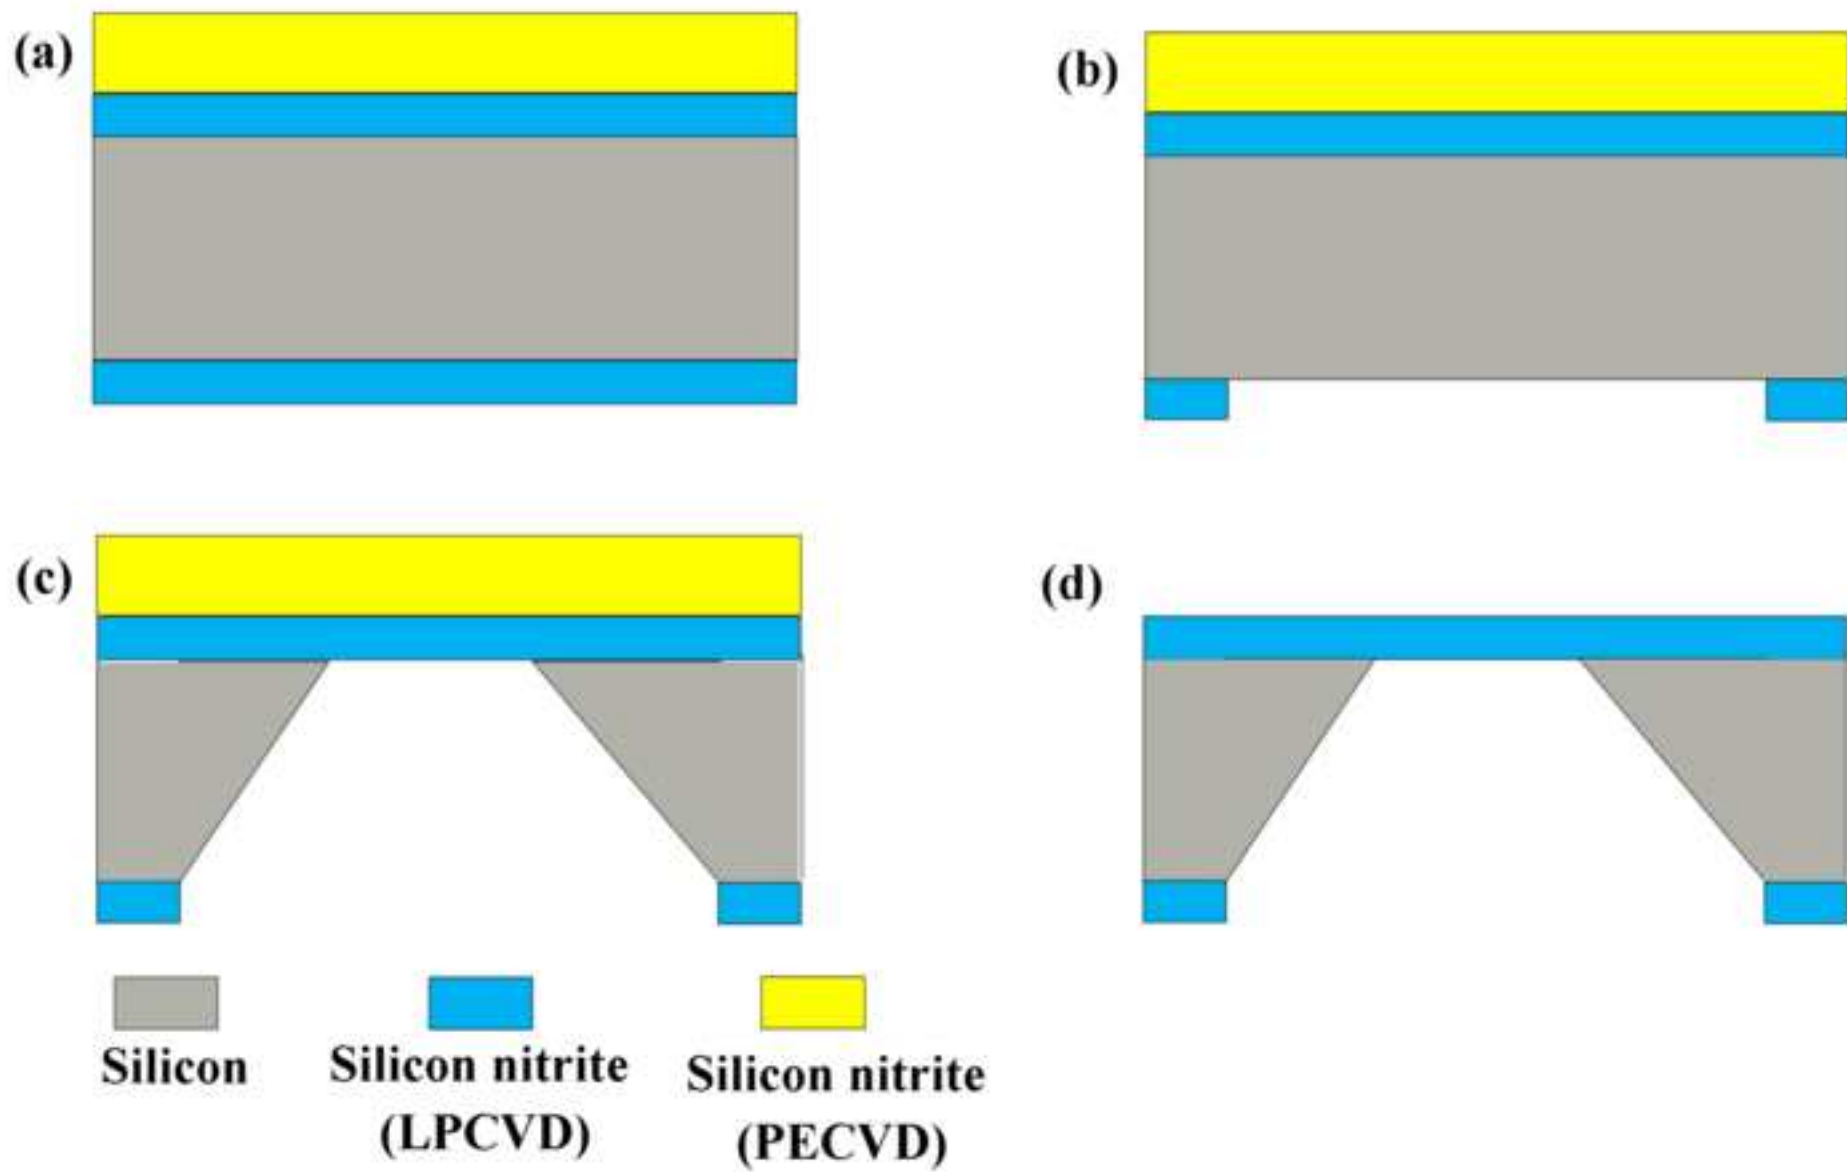 (a)
(b)
(c)
(d)
Silicon
Silicon nitrite
(LPCVD)
Silicon nitrite
(PECVD)